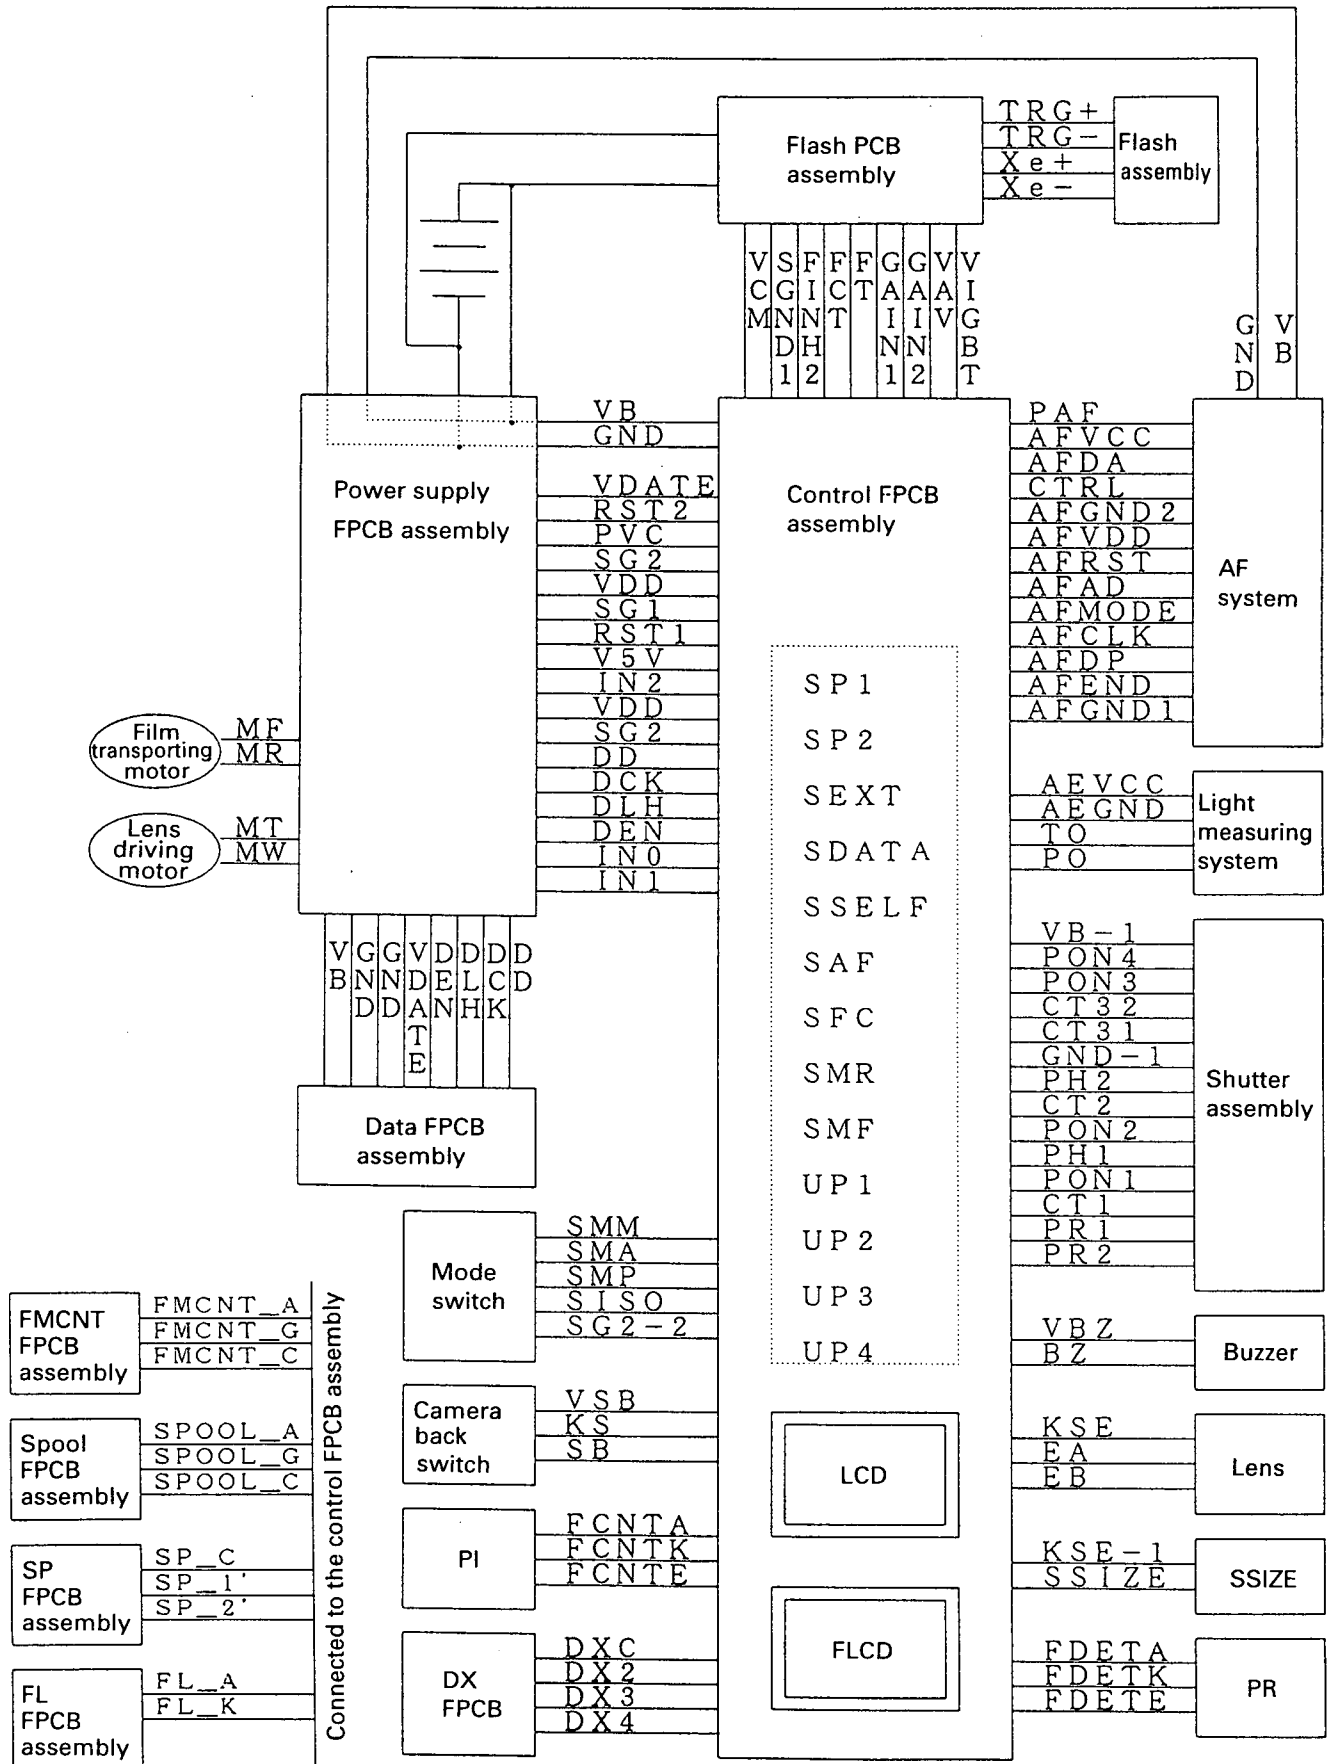 Flash PCB
assembly
TRG+
TRG-
Xe+
Xe-
Flash
assembly
VCM
SGND1
FINH2
FCT
FT
GAIN1
GAIN2
VAV
VIGBT
GND
VB
Power supply
FPCB assembly
VB
GND
VDATE
RST2
PVC
SG2
VDD
SG1
RST1
V5V
IN2
VDD
SG2
DD
DCK
DLH
DEN
IN0
IN1
Control FPCB
assembly
SP1
SP2
SEXT
SDATA
SSELF
SAF
SFC
SMR
SMF
UP1
UP2
UP3
UP4
LCD
FLCD
PAF
AFVCC
AFDA
CTRL
AFGND2
AFVDD
AFRST
AFAD
AFMODE
AFCLK
AFDP
AFEND
AFGND1
AF
system
Film
transporting
motor
MF
MR
Lens
driving
motor
MT
MW
AEVCC
AEGND
TO
PO
Light
measuring
system
VB
GND
GND
VDATE
DEN
DLH
DCK
DD
Data FPCB
assembly
VB-1
PON4
PON3
CT32
CT31
GND-1
PH2
CT2
PON2
PH1
PON1
CT1
PR1
PR2
Shutter
assembly
Mode
switch
SMM
SMA
SMP
SISO
SG2-2
FMCNT
FPCB
assembly
FMCNT_A
FMCNT_G
FMCNT_C
Spool
FPCB
assembly
SPOOL_A
SPOOL_G
SPOOL_C
SP
FPCB
assembly
SP_C
SP_1'
SP_2'
FL
FPCB
assembly
FL_A
FL_K
Connected to the control FPCB assembly
Camera
back
switch
VSB
KS
SB
PI
FCNTA
FCNTK
FCNTE
DX
FPCB
DXC
DX2
DX3
DX4
VBZ
BZ
Buzzer
KSE
EA
EB
Lens
KSE-1
SSIZE
SSIZE
FDETA
FDETK
FDETE
PR